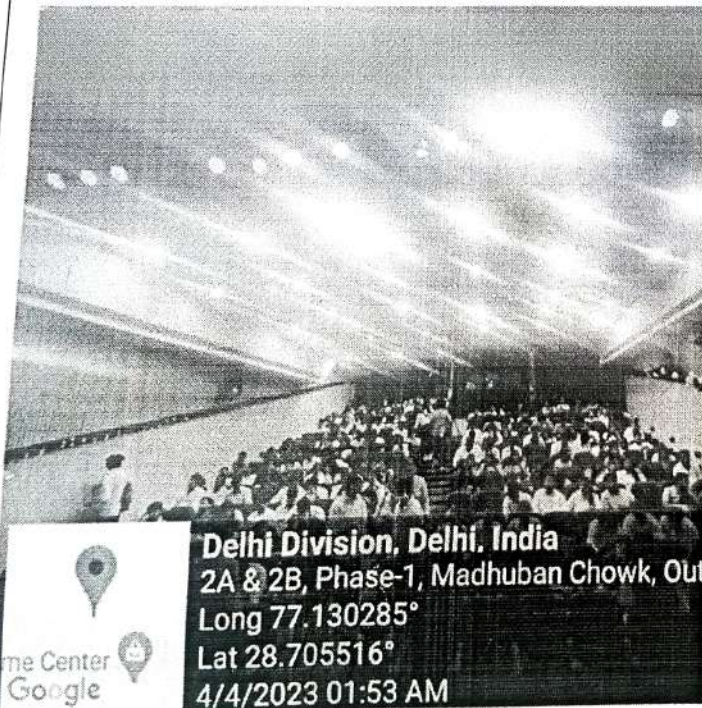 Delhi Division, Delhi, India
2A & 2B, Phase-1, Madhuban Chowk, Out
Long 77.130285°
Lat 28.705516°
4/4/2023 01:53 AM
me Center
Google